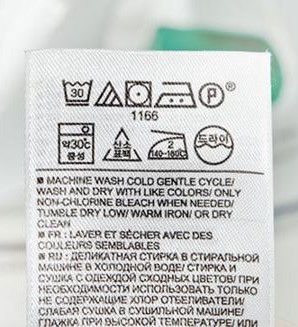 30 P ®
1166
약30℃ 중성 산소 표백 2 140~160℃ 드라이
■ MACHINE WASH COLD GENTLE CYCLE/
WASH AND DRY WITH LIKE COLORS/ ONLY
NON-CHLORINE BLEACH WHEN NEEDED/
TUMBLE DRY LOW/ WARM IRON/ OR DRY
CLEAN
■ FR : LAVER ET SÉCHER AVEC DES
COULEURS SEMBLABLES
■ RU : ДЕЛИКАТНАЯ СТИРКА В СТИРАЛЬНОЙ
МАШИНЕ В ХОЛОДНОЙ ВОДЕ/ СТИРКА И
СУШКА С ОДЕЖДОЙ СХОДНЫХ ЦВЕТОВ/ ПРИ
НЕОБХОДИМОСТИ ИСПОЛЬЗОВАТЬ ТОЛЬКО
НЕ СОДЕРЖАЩИЕ ХЛОР ОТБЕЛИВАТЕЛИ/
СЛАБАЯ СУШКА В СУШИЛЬНОЙ МАШИНЕ/
ГЛАЖКА ПРИ ВЫСОКОЙ ТЕМПЕРАТУРЕ/ ИЛИ